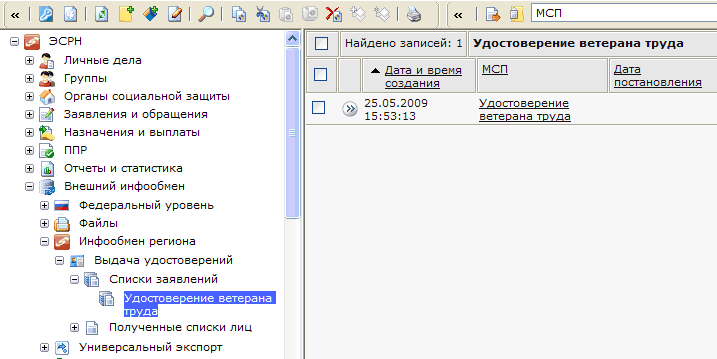 МСП
ЭСРН
Личные дела
Группы
Органы социальной защиты
Заявления и обращения
Назначения и выплаты
ППР
Отчеты и статистика
Внешний инфообмен
Федеральный уровень
Файлы
Инфообмен региона
Выдача удостоверений
Списки заявлений
Удостоверение ветерана
труда
Полученные списки лиц
Универсальный экспорт
Найдено записей: 1
Удостоверение ветерана труда
Дата и время
создания
МСП
Дата
постановления
25.05.2009
15:53:13
Удостоверение
ветерана труда